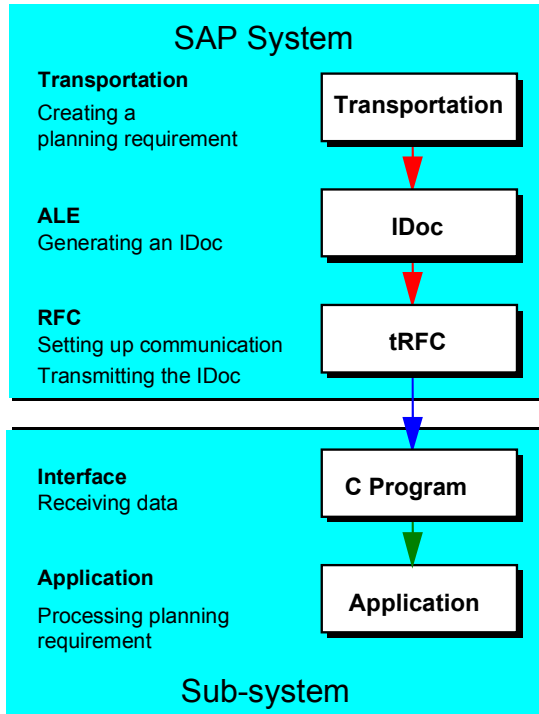 SAP System
Transportation
Creating a
planning requirement
Transportation
ALE
Generating an IDoc
IDoc
RFC
Setting up communication
Transmitting the IDoc
tRFC
Interface
Receiving data
C Program
Application
Processing planning
requirement
Application
Sub-system